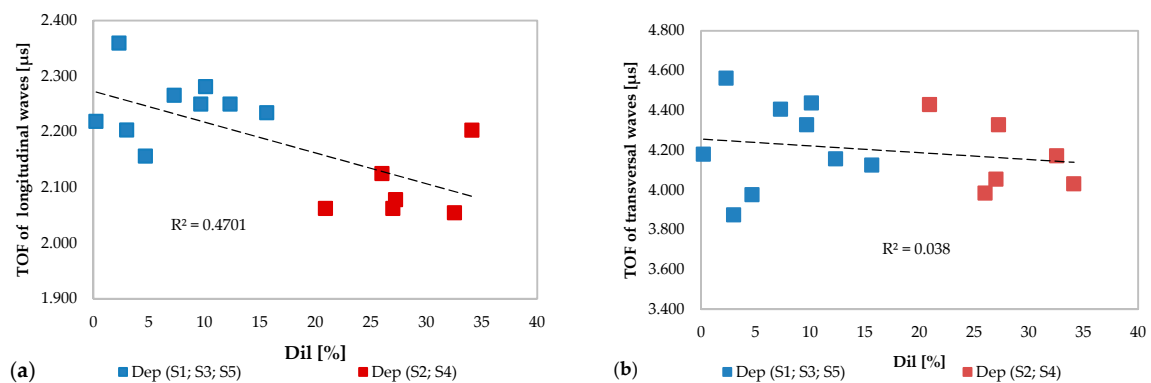 (a)
TOF of longitudinal waves [µs]
2.400
2.300
2.200
2.100
2.000
1.900
R² = 0.4701
0 5 10 15 20 25 30 35 40
Dil [%]
Dep (S1; S3; S5) Dep (S2; S4)
(b)
TOF of transversal waves [µs]
4.800
4.600
4.400
4.200
4.000
3.800
3.600
3.400
R² = 0.038
0 5 10 15 20 25 30 35 40
Dil [%]
Dep (S1; S3; S5) Dep (S2; S4)